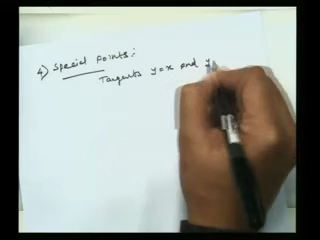 4) Special points:
Tangents y=x and y